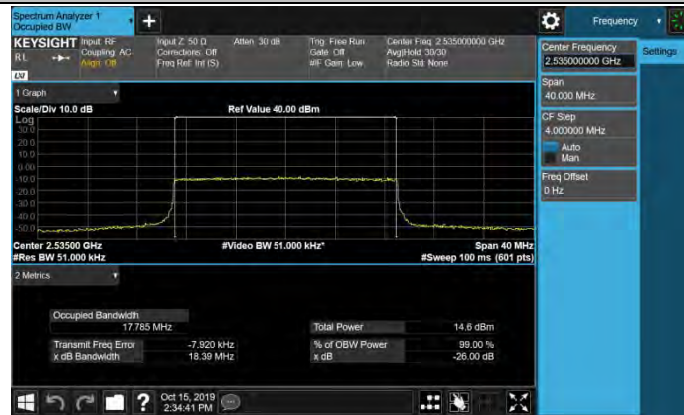 Spectrum Analyzer 1
Occupied BW
+
Frequency
KEYSIGHT
RL
LXI
Input: RF
Coupling: AC
Align: Off
Input Z: 50 Ω
Corrections: Off
Freq Ref: Int (S)
Atten: 30 dB
Trig: Free Run
Gate: Off
#IF Gain: Low
Center Freq: 2.535000000 GHz
Avg|Hold: 30/30
Radio Std: None
Center Frequency
2.535000000 GHz
Settings
Span
40.000 MHz
CF Step
4.000000 MHz
Auto
Man
Freq Offset
0 Hz
1 Graph
Scale/Div 10.0 dB
Ref Value 40.00 dBm
Log
30.0
20.0
10.0
0.00
-10.0
-20.0
-30.0
-40.0
-50.0
Center 2.53500 GHz
#Video BW 51.000 kHz*
Span 40 MHz
#Res BW 51.000 kHz
#Sweep 100 ms (601 pts)
2 Metrics
Occupied Bandwidth
17.785 MHz
Total Power
14.6 dBm
Transmit Freq Error
-7.920 kHz
% of OBW Power
99.00 %
x dB Bandwidth
18.39 MHz
x dB
-26.00 dB
?
Oct 15, 2019
2:34:41 PM